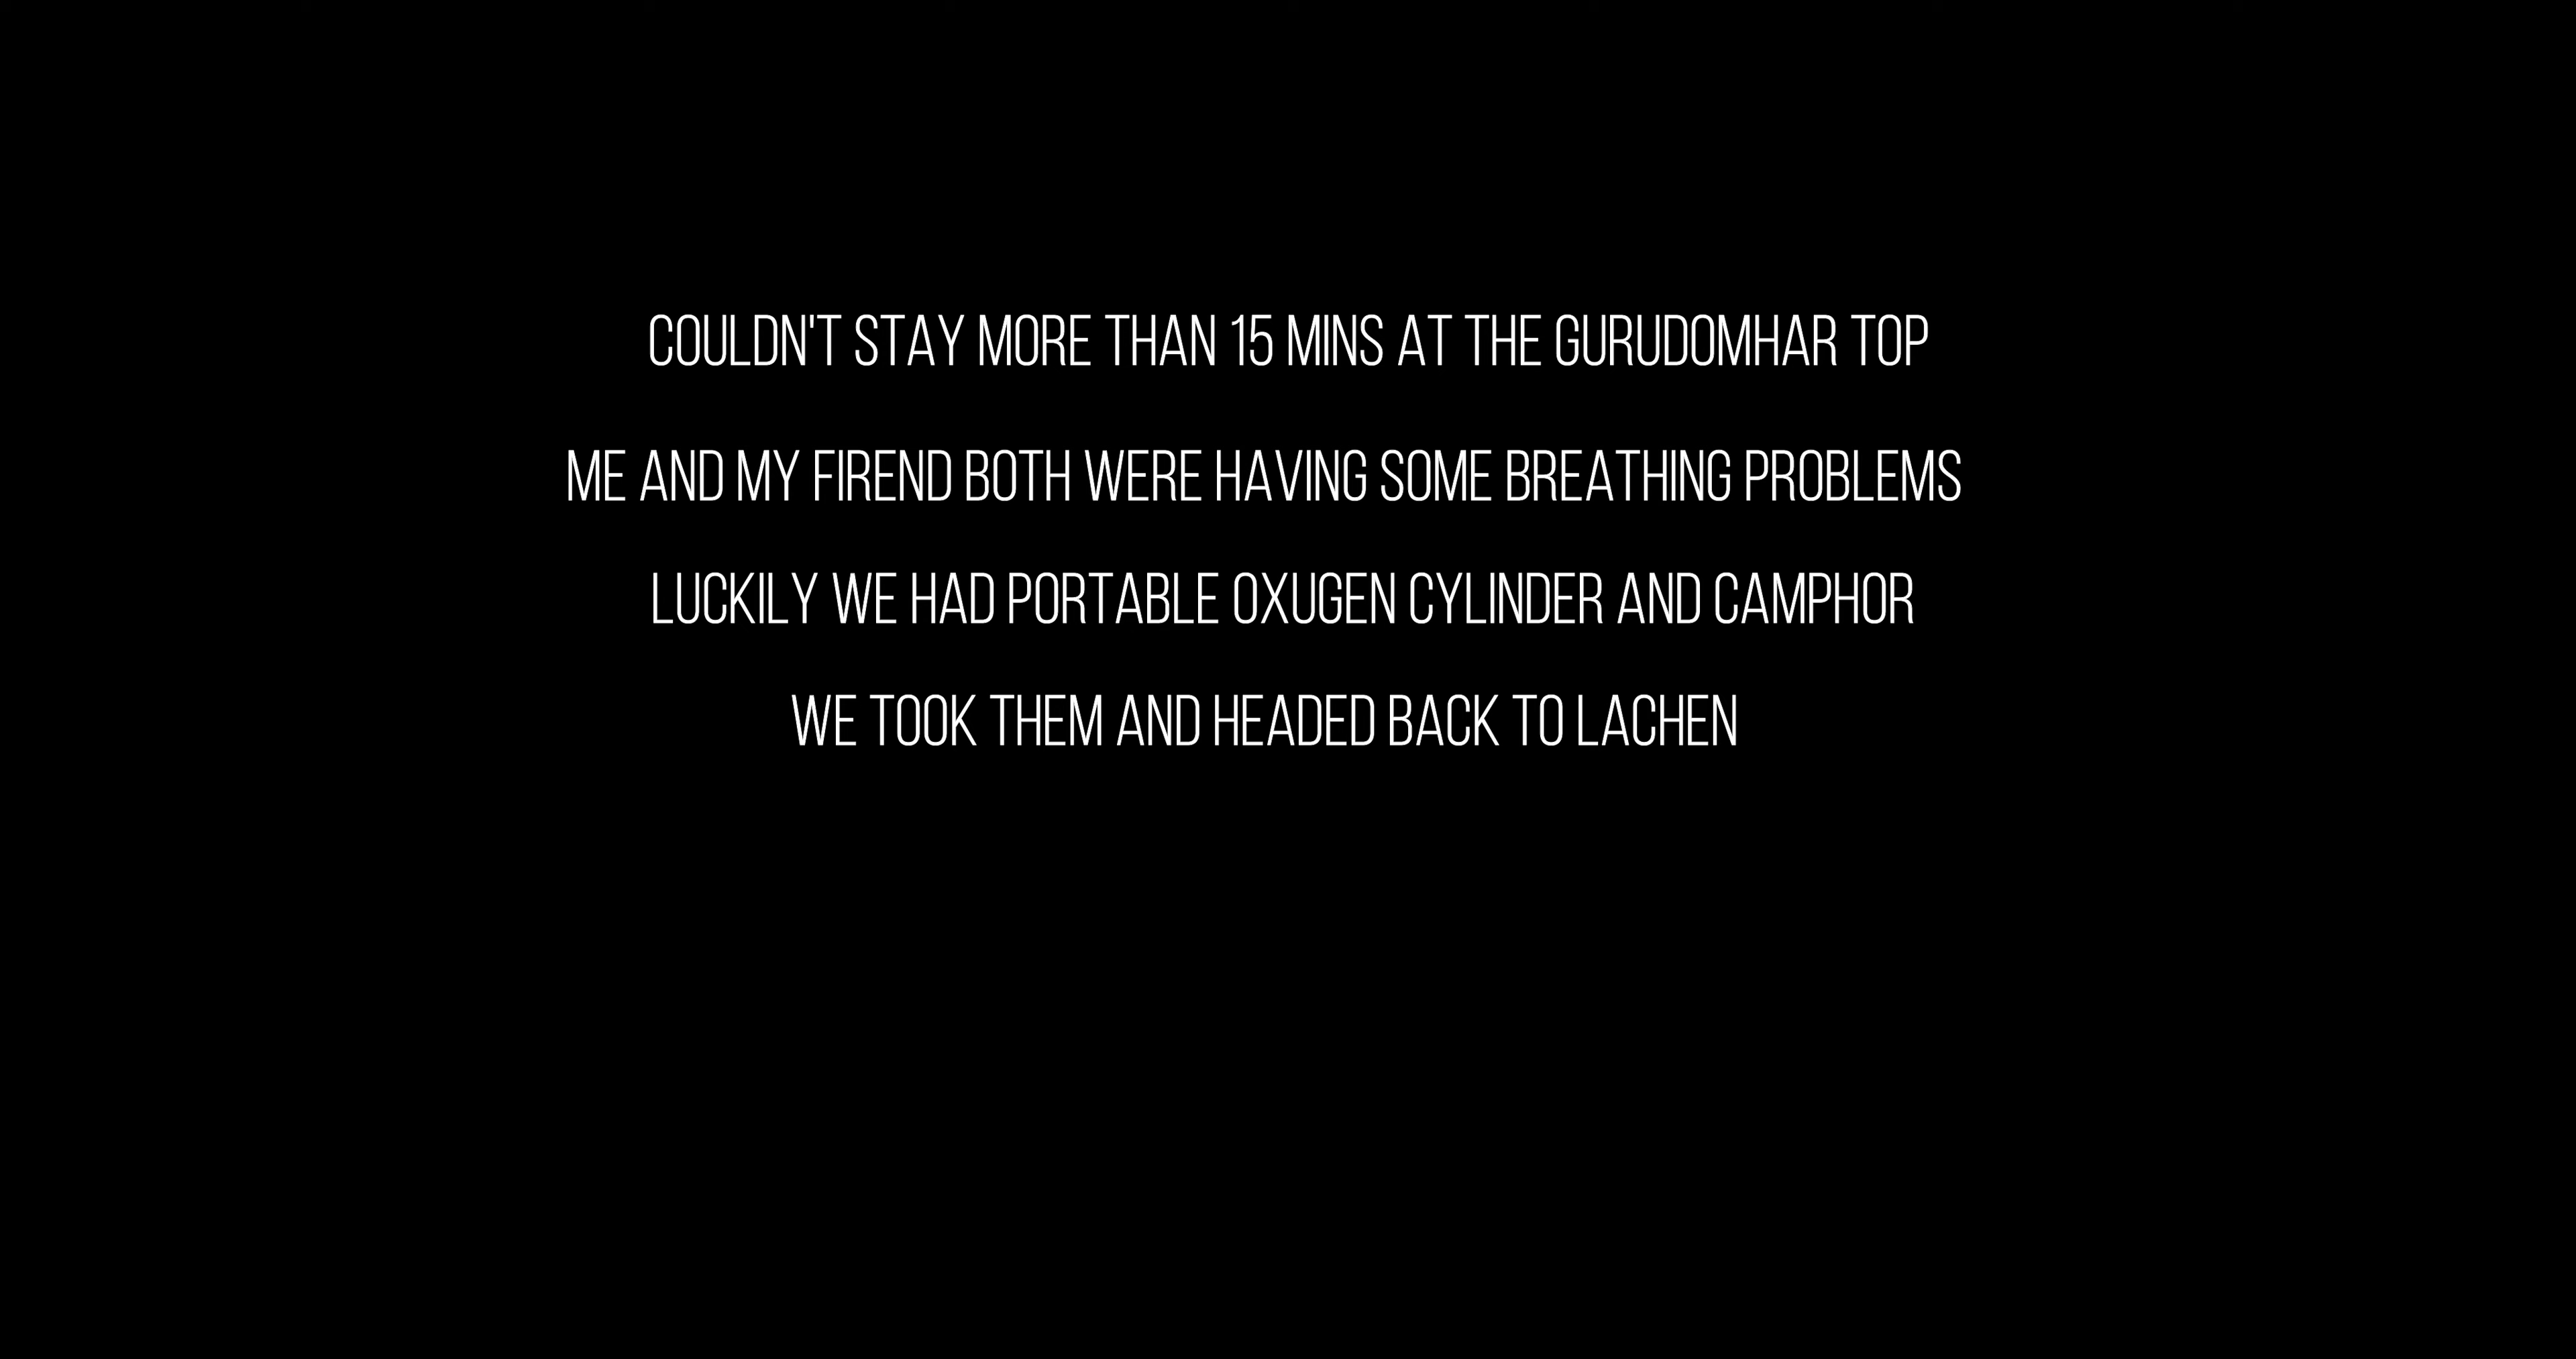 COULDN'T STAY MORE THAN 15 MINS AT THE GURUDOMHAR TOP
ME AND MY FIREND BOTH WERE HAVING SOME BREATHING PROBLEMS
LUCKILY WE HAD PORTABLE OXUGEN CYLINDER AND CAMPHOR
WE TOOK THEM AND HEADED BACK TO LACHEN